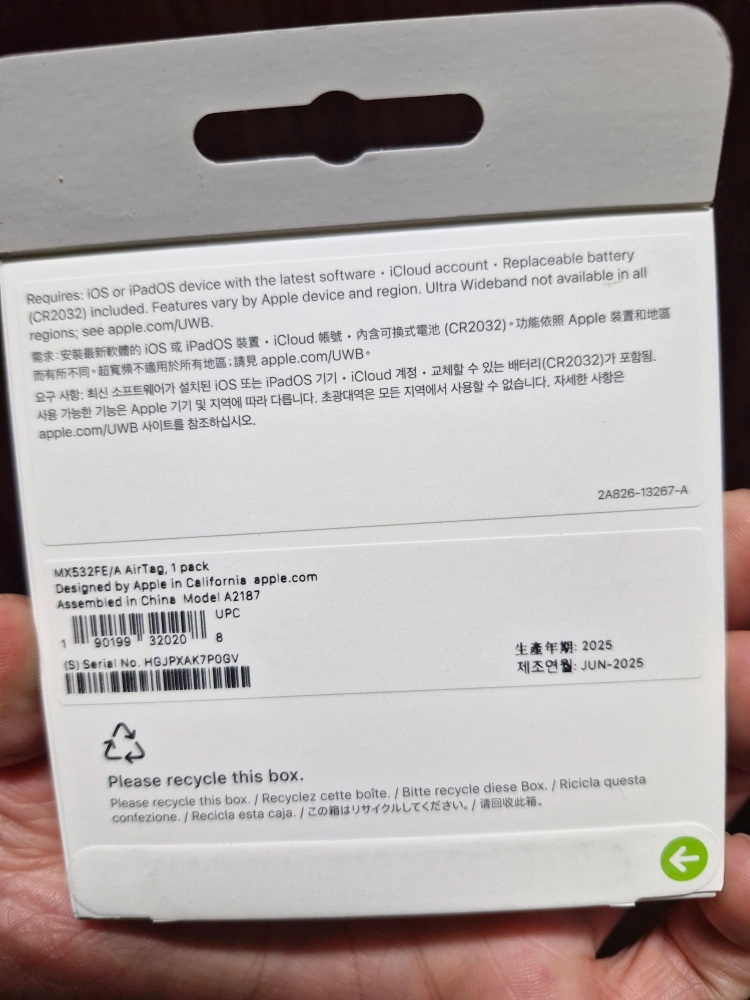 Requires: iOS or iPadOS device with the latest software • iCloud account • Replaceable battery
(CR2032) included. Features vary by Apple device and region. Ultra Wideband not available in all
regions; see apple.com/UWB.
需求：安裝最新軟體的 iOS 或 iPadOS 裝置 • iCloud 帳號 • 內含可換式電池 (CR2032)。功能依照 Apple 裝置和地區
而有所不同。超寬頻不適用於所有地區；請見 apple.com/UWB。
요구 사항: 최신 소프트웨어가 설치된 iOS 또는 iPadOS 기기 • iCloud 계정 • 교체할 수 있는 배터리(CR2032)가 포함됨.
사용 가능한 기능은 Apple 기기 및 지역에 따라 다릅니다. 초광대역은 모든 지역에서 사용할 수 없습니다. 자세한 사항은
apple.com/UWB 사이트를 참조하십시오.
2A826-13267-A
MX532FE/A AirTag, 1 pack
Designed by Apple in California apple.com
Assembled in China Model A2187
UPC
1 90199 32020 8
(S) Serial No. HGJPXAK7P0GV
生產年期: 2025
제조연월: JUN-2025
Please recycle this box.
Please recycle this box. / Recyclez cette boîte. / Bitte recycle diese Box. / Ricicla questa
confezione. / Recicla esta caja. / この箱はリサイクルしてください。/ 请回收此箱。